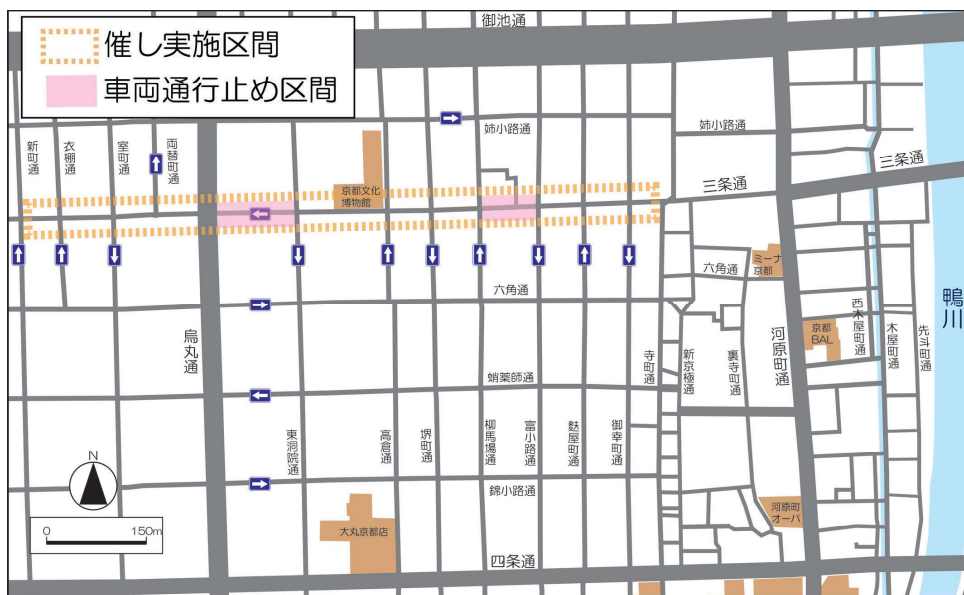 御池通
催し実施区間
車両通行止め区間
姉小路通
姉小路通
新町通
衣棚通
室町通
両替町通
三条通
三条通
京都文化
博物館
六角通
六角通
ミーナ
京都
鴨川
烏丸通
京都
BAL
河原町通
西木屋町通
木屋町通
先斗町通
寺町通
新京極通
裏寺町通
蛸薬師通
東洞院通
高倉通
堺町通
柳馬場通
富小路通
麩屋町通
御幸町通
N
錦小路通
0 150m
大丸京都店
河原町
オーパ
四条通